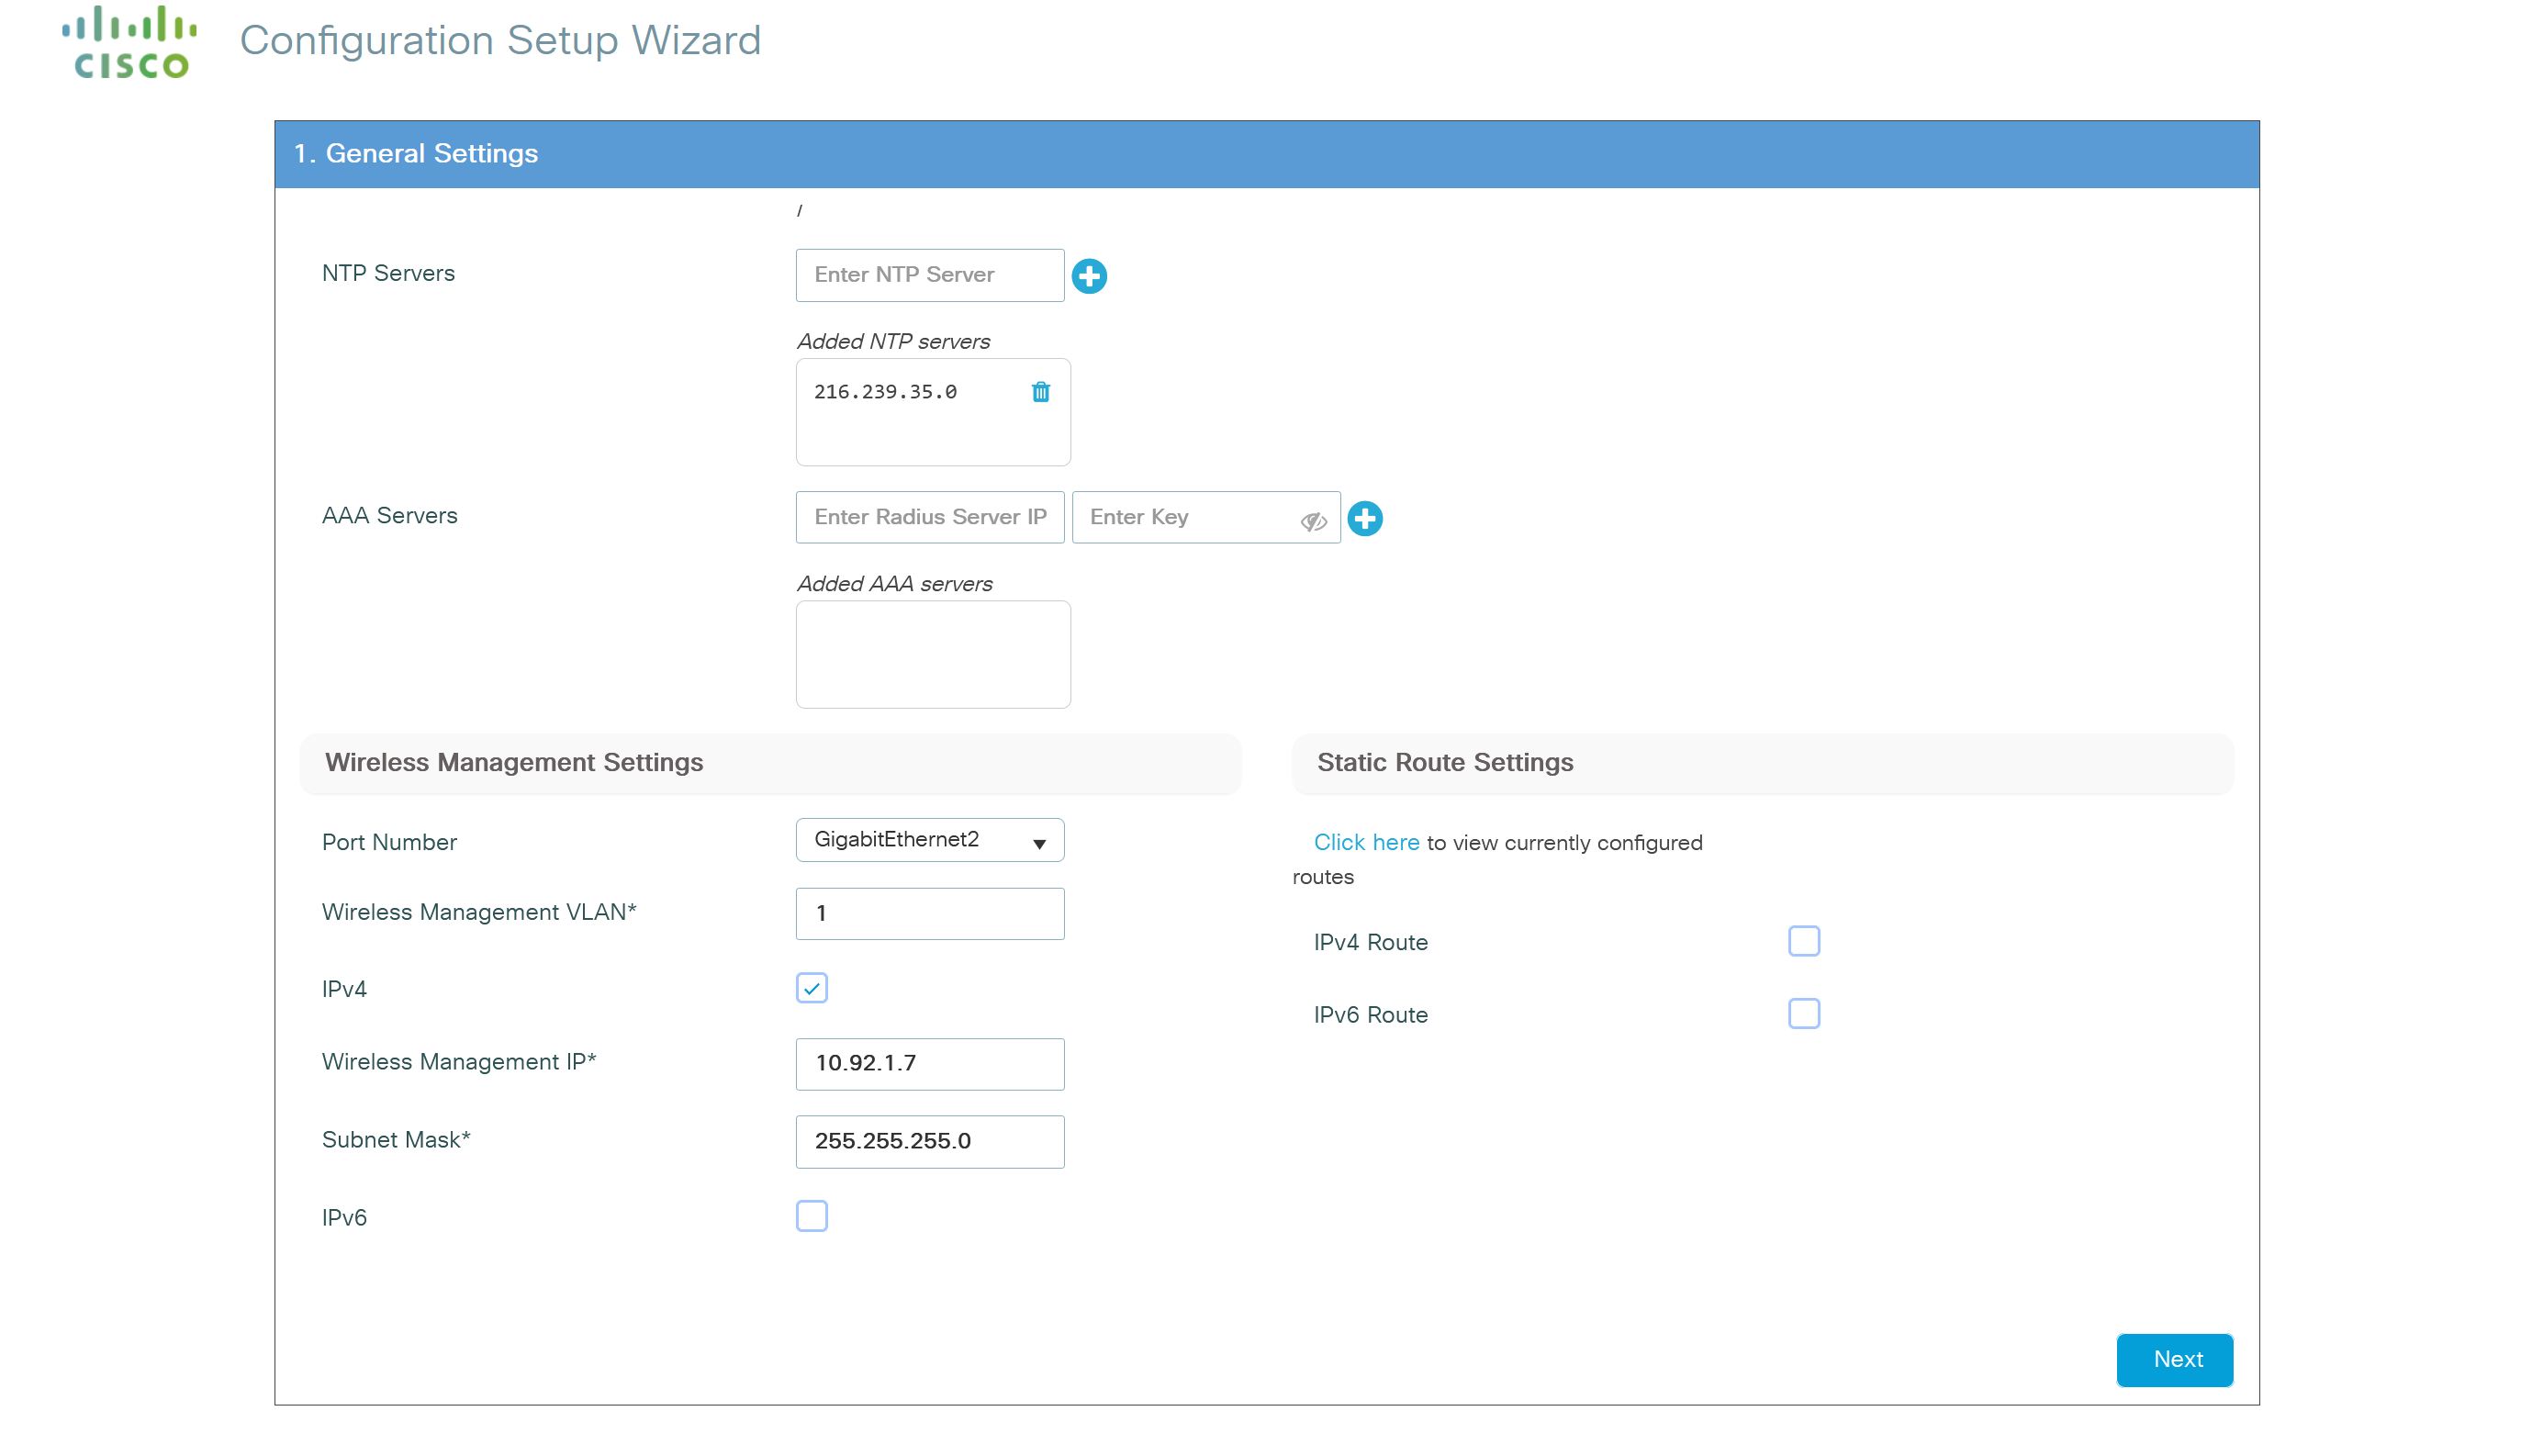 CISCO
Configuration Setup Wizard
1. General Settings
/
NTP Servers
Enter NTP Server
Added NTP servers
216.239.35.0
AAA Servers
Enter Radius Server IP
Enter Key
Added AAA servers
Wireless Management Settings
Port Number
GigabitEthernet2
Wireless Management VLAN*
1
IPv4
Wireless Management IP*
10.92.1.7
Subnet Mask*
255.255.255.0
IPv6
Static Route Settings
Click here to view currently configured
routes
IPv4 Route
IPv6 Route
Next